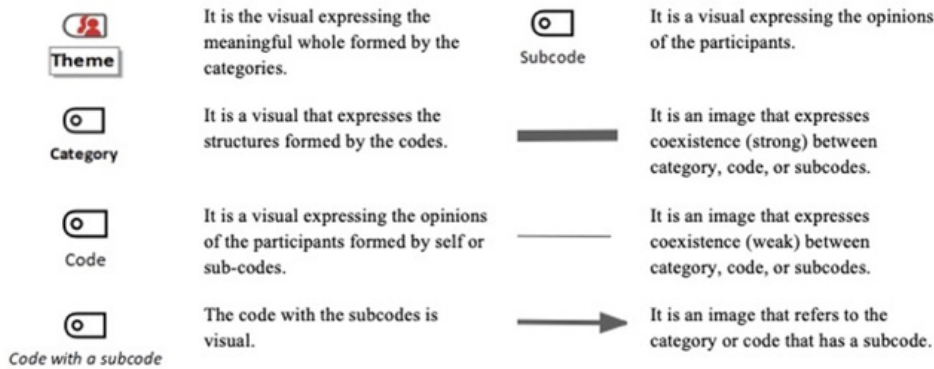 Theme
It is the visual expressing the
meaningful whole formed by the
categories.
Category
It is a visual that expresses the
structures formed by the codes.
Code
It is a visual expressing the opinions
of the participants formed by self or
sub-codes.
Code with a subcode
The code with the subcodes is
visual.
Subcode
It is a visual expressing the opinions
of the participants.
It is an image that expresses
coexistence (strong) between
category, code, or subcodes.
It is an image that expresses
coexistence (weak) between
category, code, or subcodes.
It is an image that refers to the
category or code that has a subcode.